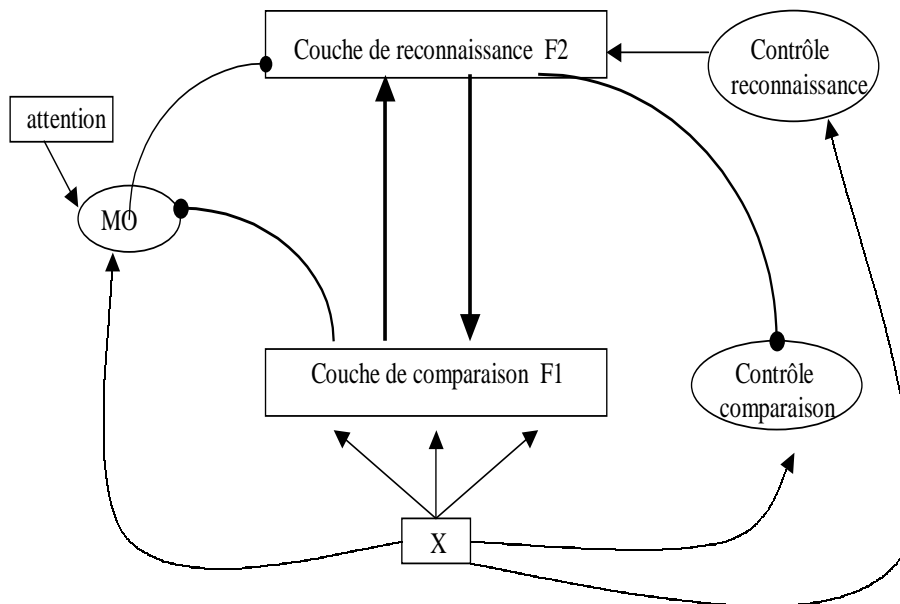 Couche de reconnaissance F2
Contrôle
reconnaissance
attention
MO
Couche de comparaison F1
Contrôle
comparaison
X